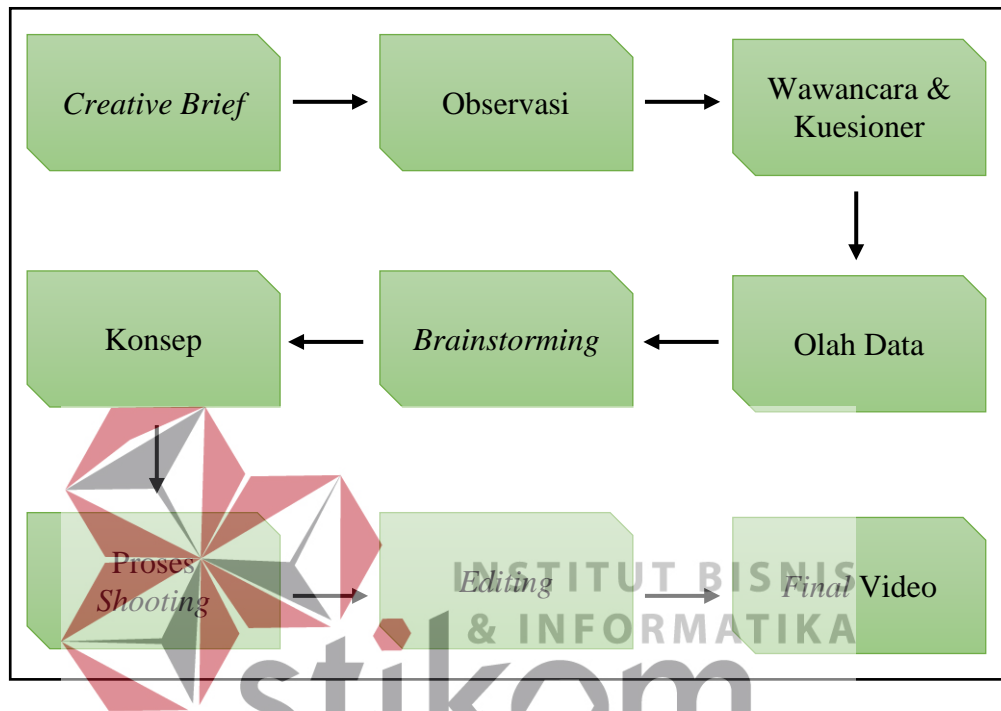 Creative Brief
Observasi
Wawancara &
Kuesioner
Olah Data
Brainstorming
Konsep
Proses
Shooting
Editing
Final Video
INSTITUT BISNIS
& INFORMATIKA
stikom